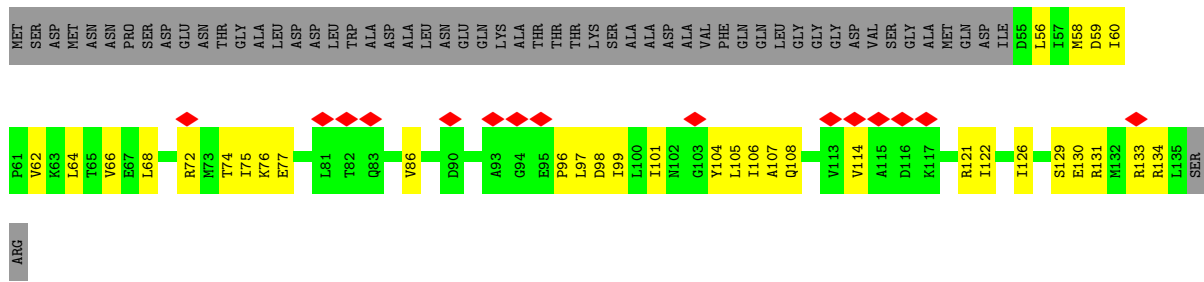 MET SER ASP MET ASN ASN PRO SER ASP GLU ASN THR GLY ALA LEU ASP ASP LEU TRP ALA ASP ALA LEU ASN GLU GLN LYS ALA THR THR THR LYS SER ALA ALA ASP ALA VAL PHE GLN GLN LEU GLY GLY GLY ASP VAL SER GLY ALA MET GLN ASP ILE D55 L56 I57 M58 D59 I60
P61 V62 K63 L64 T65 V66 E67 L68 R72 M73 T74 I75 K76 E77 L81 T82 Q83 V86 D90 A93 G94 E95 P96 L97 D98 I99 L100 I101 N102 G103 Y104 L105 I106 A107 Q108 V113 V114 A115 D116 K117 R121 I122 I126 S129 E130 R131 M132 R133 R134 L135 SER
ARG